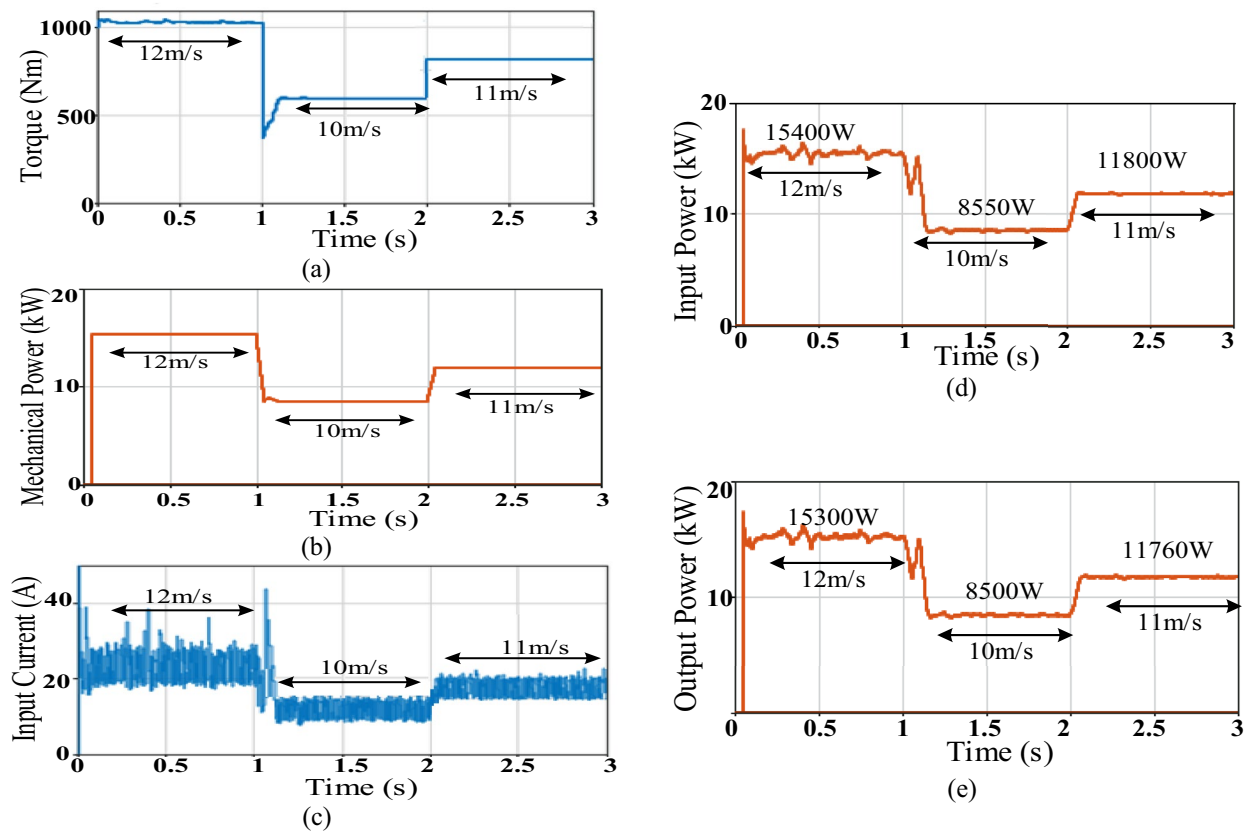 Torque (Nm)
1000
500
0
12m/s
10m/s
11m/s
0 0.5 1 1.5 2 2.5 3
Time (s)
(a)
Mechanical Power (kW)
20
10
0
12m/s
10m/s
11m/s
0 0.5 1 1.5 2 2.5 3
Time (s)
(b)
Input Current (A)
40
20
0
12m/s
10m/s
11m/s
0 0.5 1 1.5 2 2.5 3
Time (s)
(c)
Input Power (kW)
20
10
0
15400W
12m/s
8550W
10m/s
11800W
11m/s
0 0.5 1 1.5 2 2.5 3
Time (s)
(d)
Output Power (kW)
20
10
0
15300W
12m/s
8500W
10m/s
11760W
11m/s
0 0.5 1 1.5 2 2.5 3
Time (s)
(e)